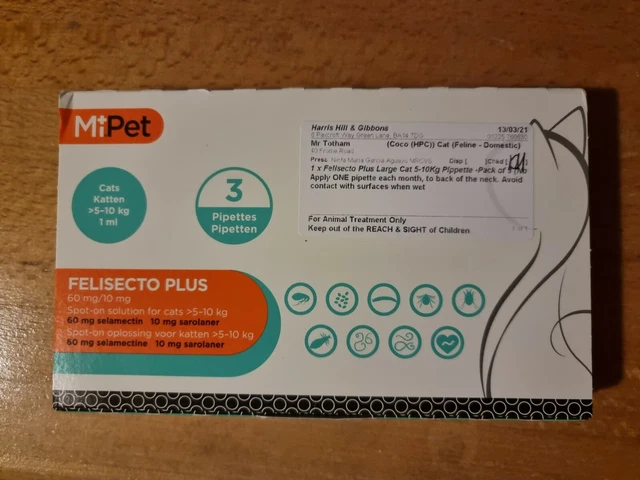 MiPet
Cats
Katten
>5-10 kg
1 ml
3
Pipettes
Pipetten
Harris Hill & Gibbons 13/03/21
Mr Totham (Coco (HPC)) Cat (Feline - Domestic)
1 x Felisecto Plus Large Cat 5-10Kg Pippette -Pack of
Apply ONE pipette each month, to back of the neck. Avoid
contact with surfaces when wet
For Animal Treatment Only
Keep out of the REACH & SIGHT of Children
FELISECTO PLUS
60 mg/10 mg
Spot-on solution for cats >5-10 kg
60 mg selamectin 10 mg sarolaner
Spot-on oplossing voor katten >5-10 kg
60 mg selamectine 10 mg sarolaner